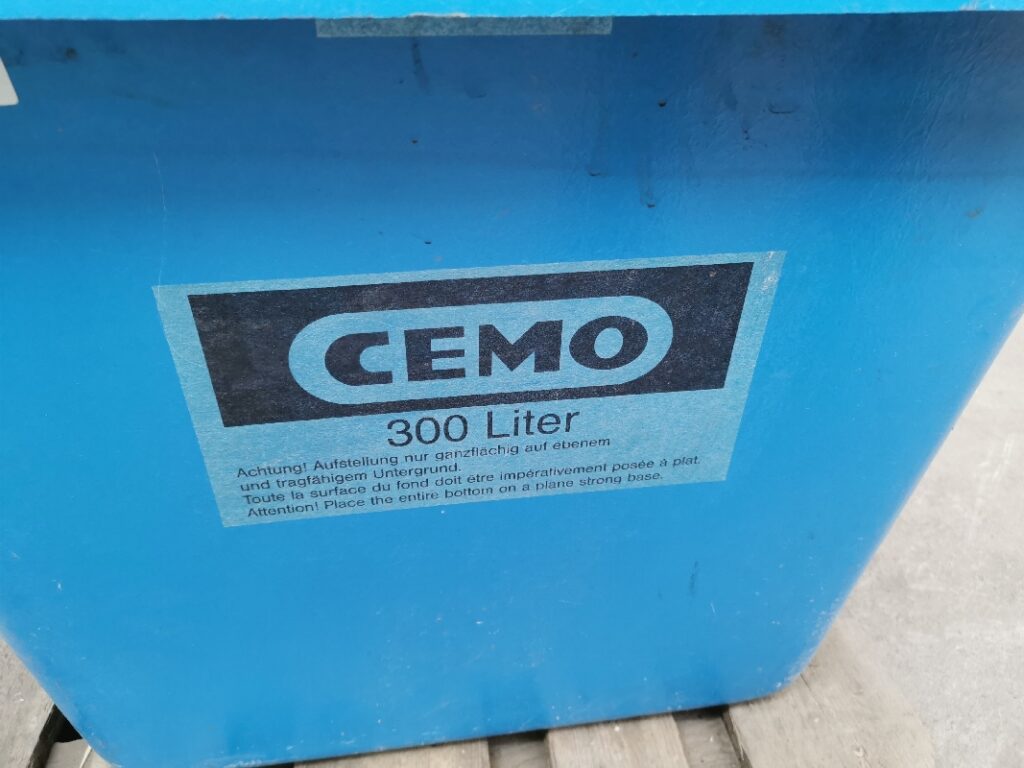 CEMO
300 Liter
Achtung! Aufstellung nur ganzflächig auf ebenem
und tragfähigem Untergrund.
Toute la surface du fond doit étre impérativement posée à plat.
Attention! Place the entire bottom on a plane strong base.